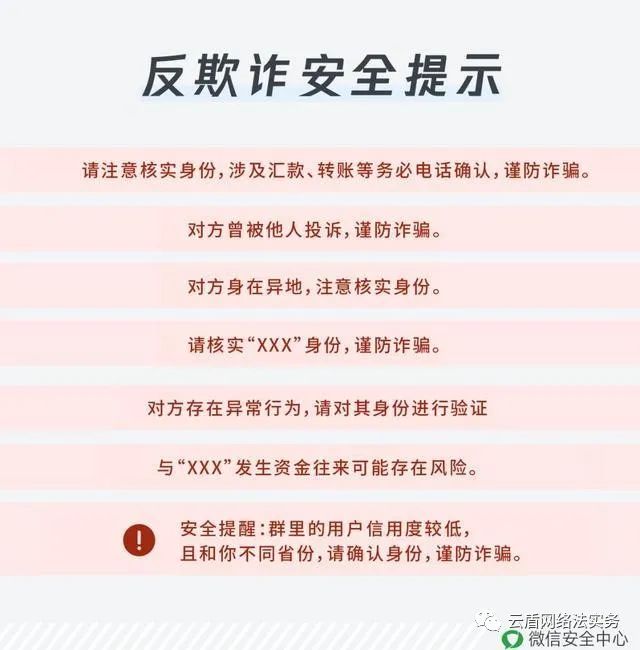 反欺诈安全提示
请注意核实身份,涉及汇款、转账等务必电话确认,谨防诈骗。
对方曾被他人投诉,谨防诈骗。
对方身在异地,注意核实身份。
请核实“XXX”身份,谨防诈骗。
对方存在异常行为,请对其身份进行验证
与“XXX”发生资金往来可能存在风险。
安全提醒:群里的用户信用度较低,
且和你不同省份,请确认身份,谨防诈骗。
云盾网络法实务
微信安全中心